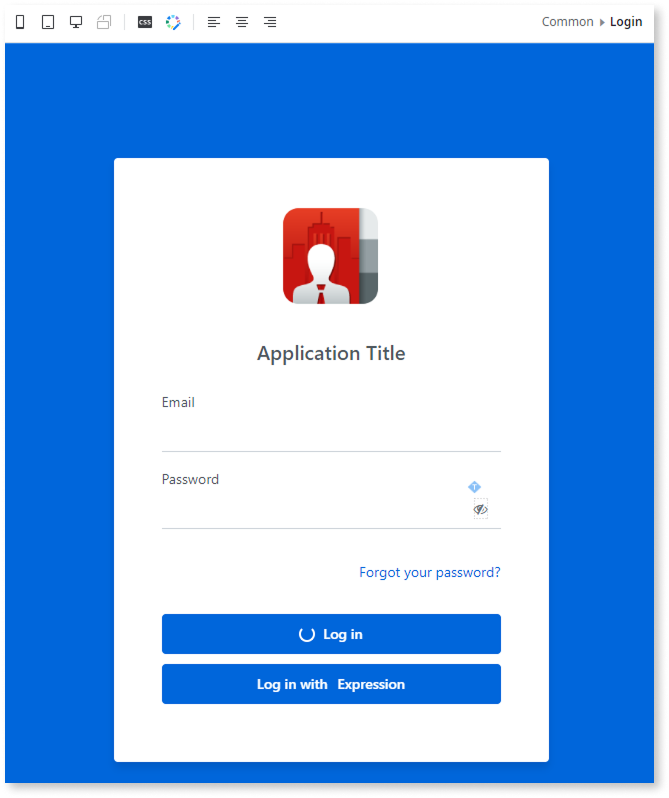 CSS
Common Login
Application Title
Email
Password
Forgot your password?
Log in
Log in with Expression